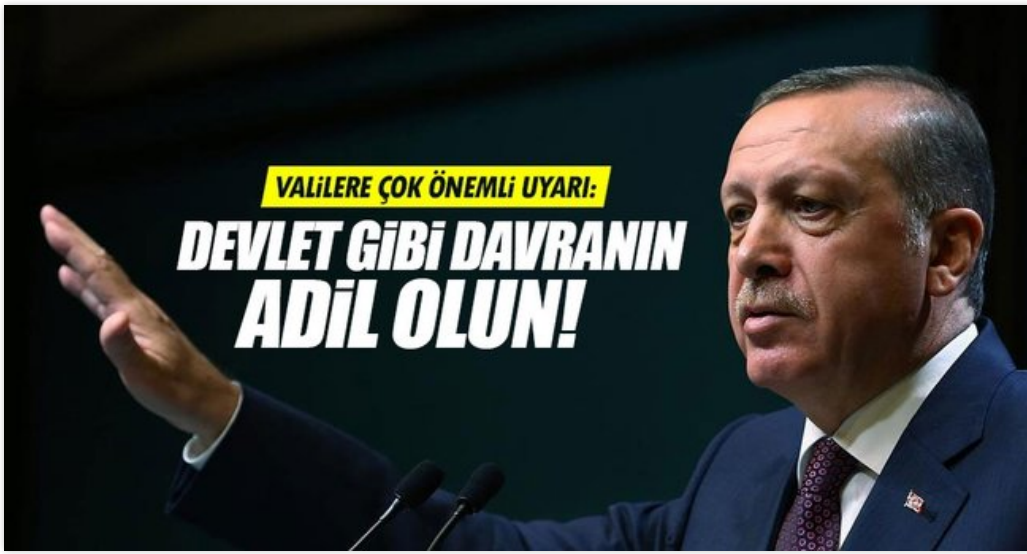 VALİLERE ÇOK ÖNEMLİ UYARI:
DEVLET GİBİ DAVRANIN
ADİL OLUN!